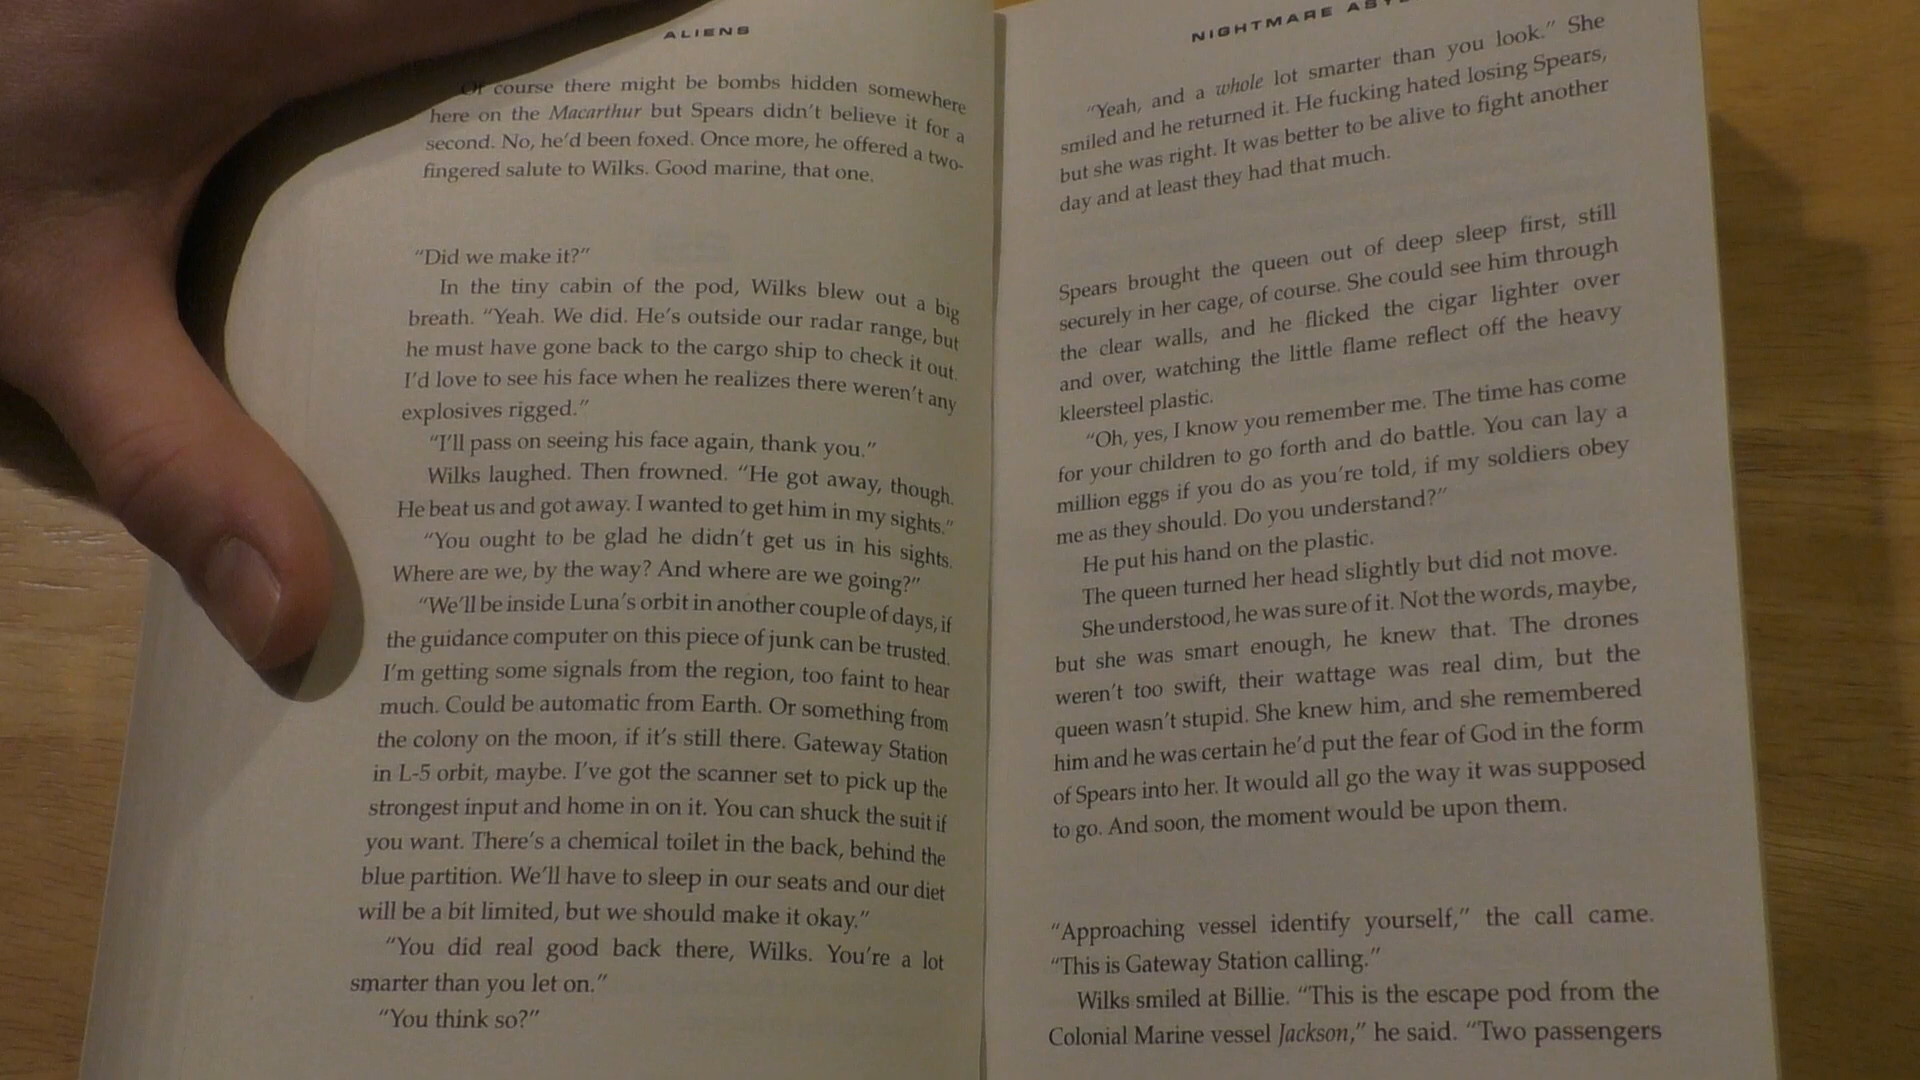 ALIENS
Of course there might be bombs hidden somewhere
here on the Macarthur but Spears didn't believe it for a
second. No, he'd been foxed. Once more, he offered a two-
fingered salute to Wilks. Good marine, that one.
“Did we make it?”
In the tiny cabin of the pod, Wilks blew out a big
breath. “Yeah. We did. He's outside our radar range, but
he must have gone back to the cargo ship to check it out.
I'd love to see his face when he realizes there weren't any
explosives rigged.”
“I'll pass on seeing his face again, thank you.”
Wilks laughed. Then frowned. “He got away, though.
He beat us and got away. I wanted to get him in my sights.”
“You ought to be glad he didn't get us in his sights.
Where are we, by the way? And where are we going?”
“We'll be inside Luna's orbit in another couple of days, if
the guidance computer on this piece of junk can be trusted.
I'm getting some signals from the region, too faint to hear
much. Could be automatic from Earth. Or something from
the colony on the moon, if it's still there. Gateway Station
in L-5 orbit, maybe. I've got the scanner set to pick up the
strongest input and home in on it. You can shuck the suit if
you want. There's a chemical toilet in the back, behind the
blue partition. We'll have to sleep in our seats and our diet
will be a bit limited, but we should make it okay.”
“You did real good back there, Wilks. You're a lot
smarter than you let on.”
“You think so?”
NIGHTMARE
“Yeah, and a whole lot smarter than you look.” She
smiled and he returned it. He fucking hated losing Spears,
but she was right. It was better to be alive to fight another
day and at least they had that much.
Spears brought the queen out of deep sleep first, still
securely in her cage, of course. She could see him through
the clear walls, and he flicked the cigar lighter over
and over, watching the little flame reflect off the heavy
kleersteel plastic.
“Oh, yes, I know you remember me. The time has come
for your children to go forth and do battle. You can lay a
million eggs if you do as you're told, if my soldiers obey
me as they should. Do you understand?”
He put his hand on the plastic.
The queen turned her head slightly but did not move.
She understood, he was sure of it. Not the words, maybe,
but she was smart enough, he knew that. The drones
weren't too swift, their wattage was real dim, but the
queen wasn't stupid. She knew him, and she remembered
him and he was certain he'd put the fear of God in the form
of Spears into her. It would all go the way it was supposed
to go. And soon, the moment would be upon them.
“Approaching vessel identify yourself,” the call came.
“This is Gateway Station calling.”
Wilks smiled at Billie. “This is the escape pod from the
Colonial Marine vessel Jackson,” he said. “Two passengers